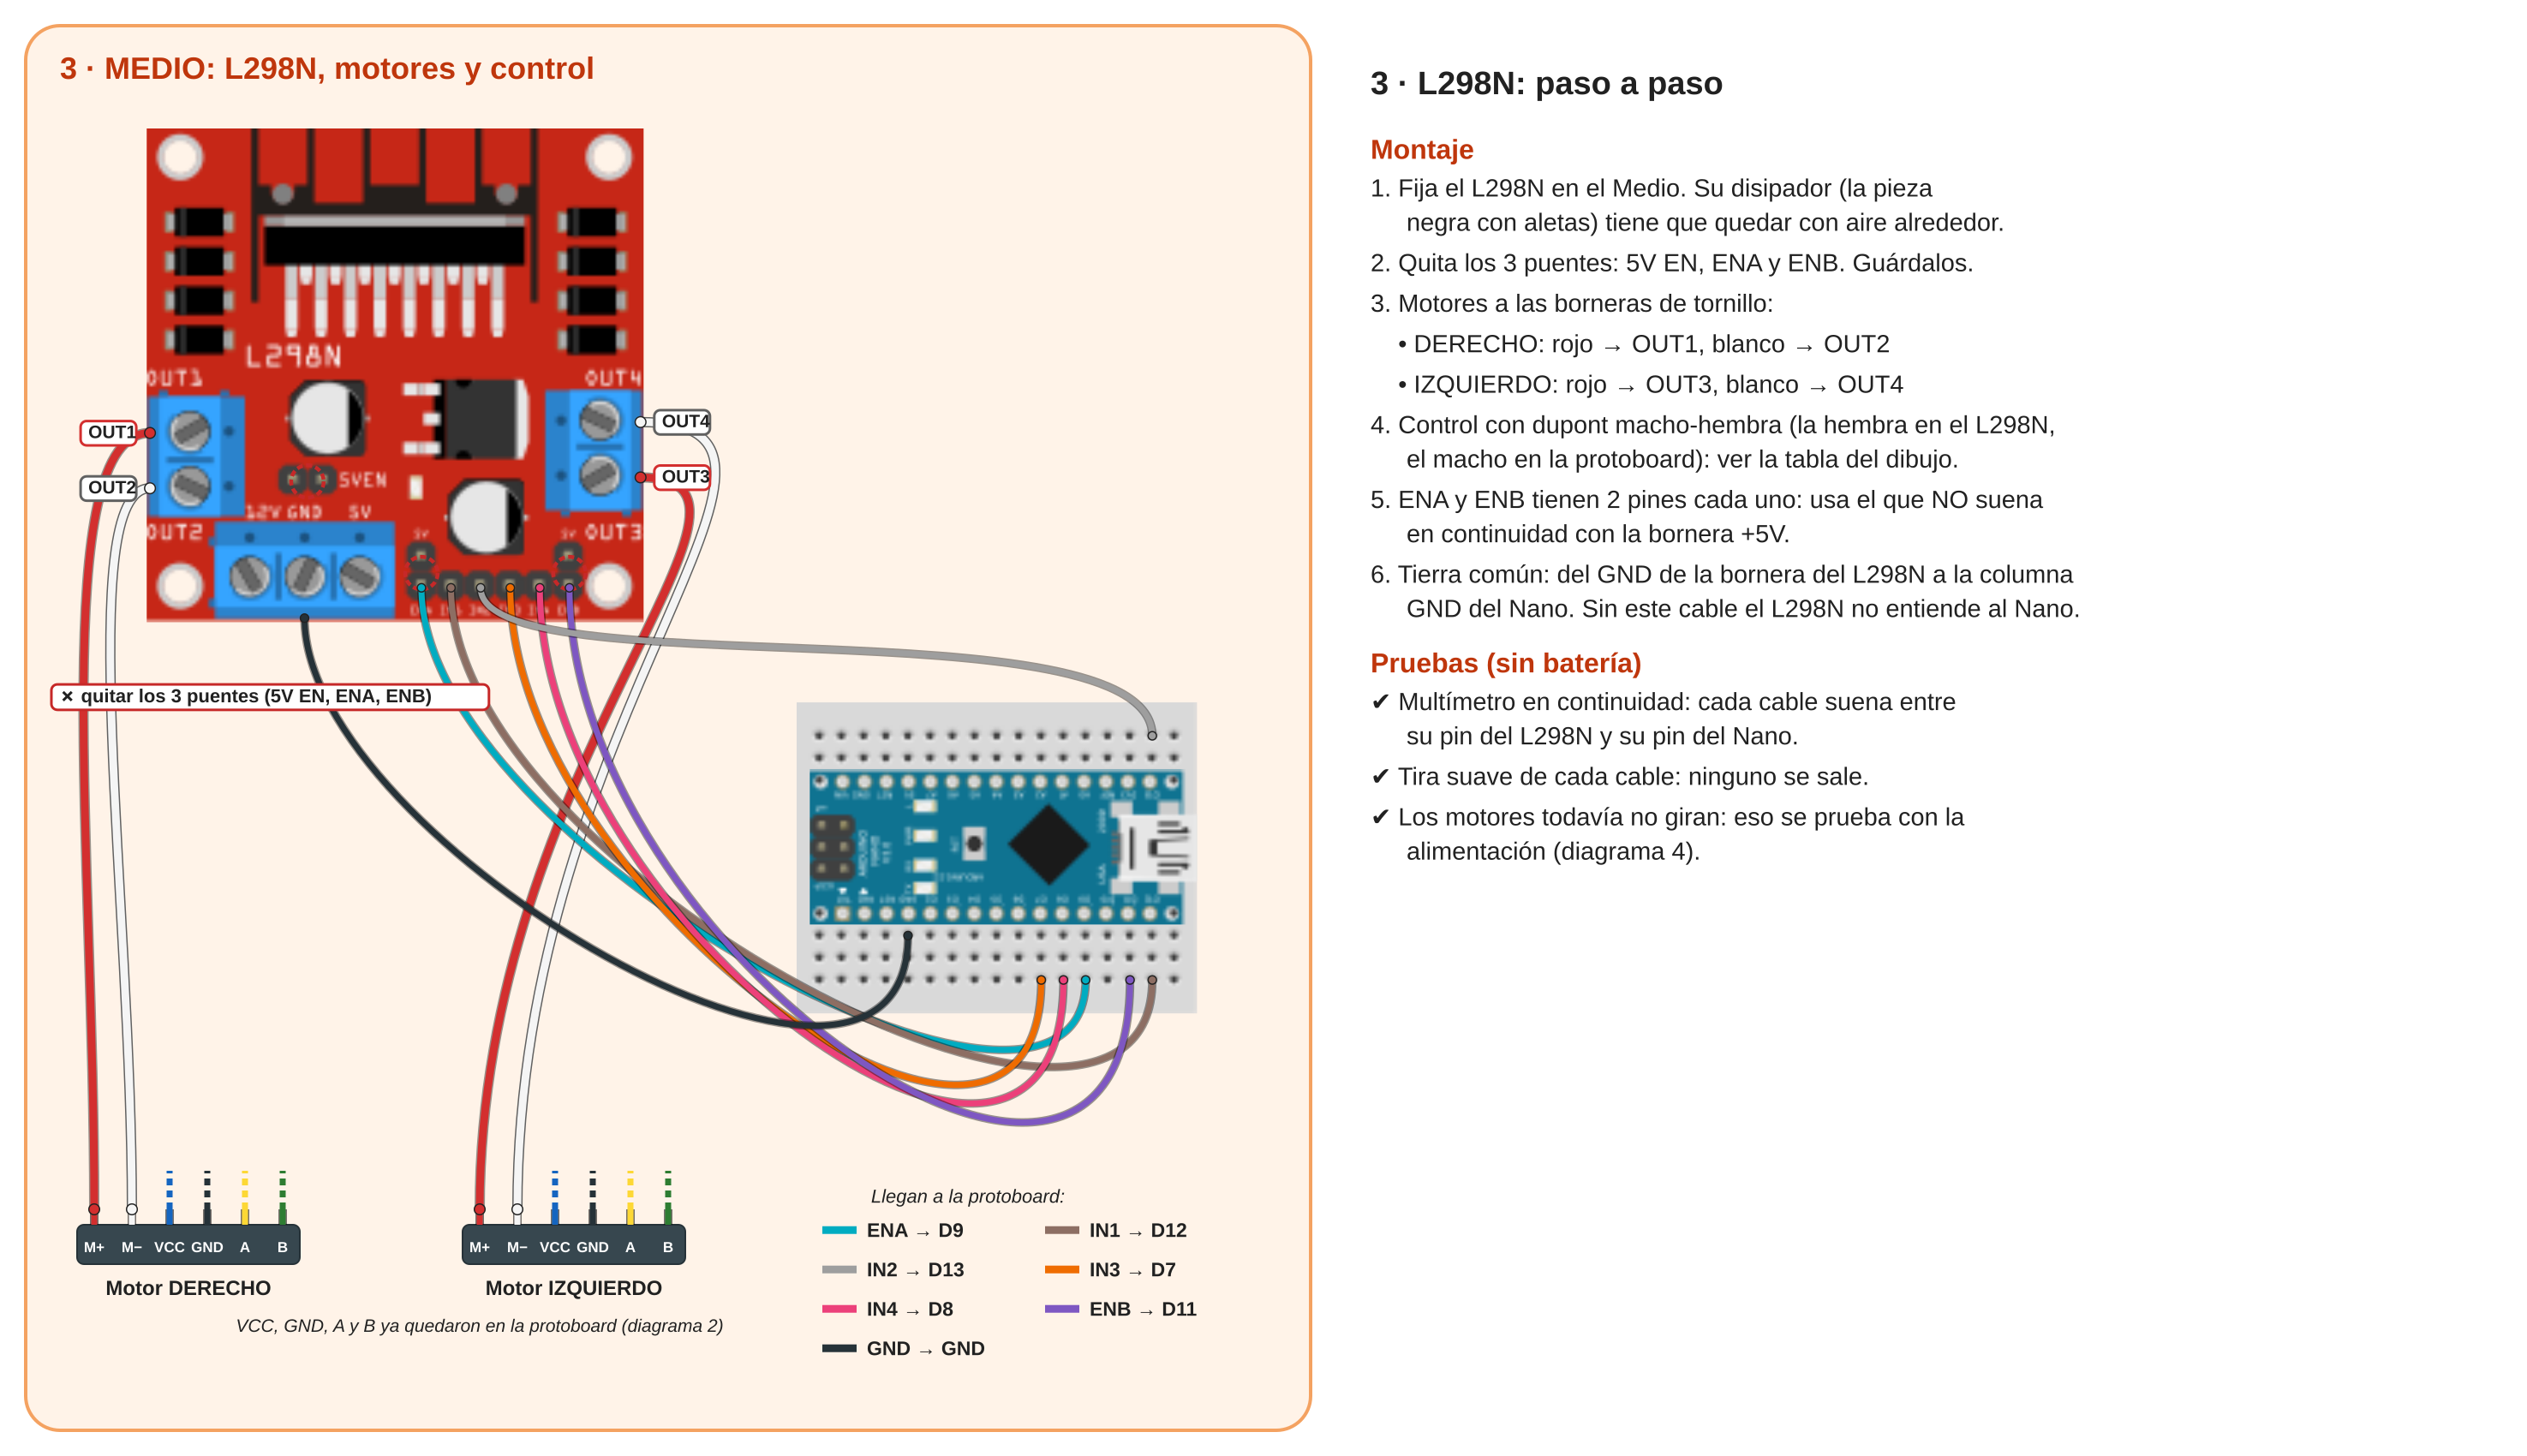 3 · MEDIO: L298N, motores y control
L298N
OUT1
OUT4
OUT1
OUT4
OUT2
OUT3
5VEN
12V GND 5V
OUT2
5V
5V
OUT3
✕ quitar los 3 puentes (5V EN, ENA, ENB)
M+ M− VCC GND A B
M+ M− VCC GND A B
Motor DERECHO
Motor IZQUIERDO
VCC, GND, A y B ya quedaron en la protoboard (diagrama 2)
Llegan a la protoboard:
ENA → D9
IN1 → D12
IN2 → D13
IN3 → D7
IN4 → D8
ENB → D11
GND → GND
3 · L298N: paso a paso
Montaje
1. Fija el L298N en el Medio. Su disipador (la pieza
negra con aletas) tiene que quedar con aire alrededor.
2. Quita los 3 puentes: 5V EN, ENA y ENB. Guárdalos.
3. Motores a las borneras de tornillo:
• DERECHO: rojo → OUT1, blanco → OUT2
• IZQUIERDO: rojo → OUT3, blanco → OUT4
4. Control con dupont macho-hembra (la hembra en el L298N,
el macho en la protoboard): ver la tabla del dibujo.
5. ENA y ENB tienen 2 pines cada uno: usa el que NO suena
en continuidad con la bornera +5V.
6. Tierra común: del GND de la bornera del L298N a la columna
GND del Nano. Sin este cable el L298N no entiende al Nano.
Pruebas (sin batería)
✔ Multímetro en continuidad: cada cable suena entre
su pin del L298N y su pin del Nano.
✔ Tira suave de cada cable: ninguno se sale.
✔ Los motores todavía no giran: eso se prueba con la
alimentación (diagrama 4).